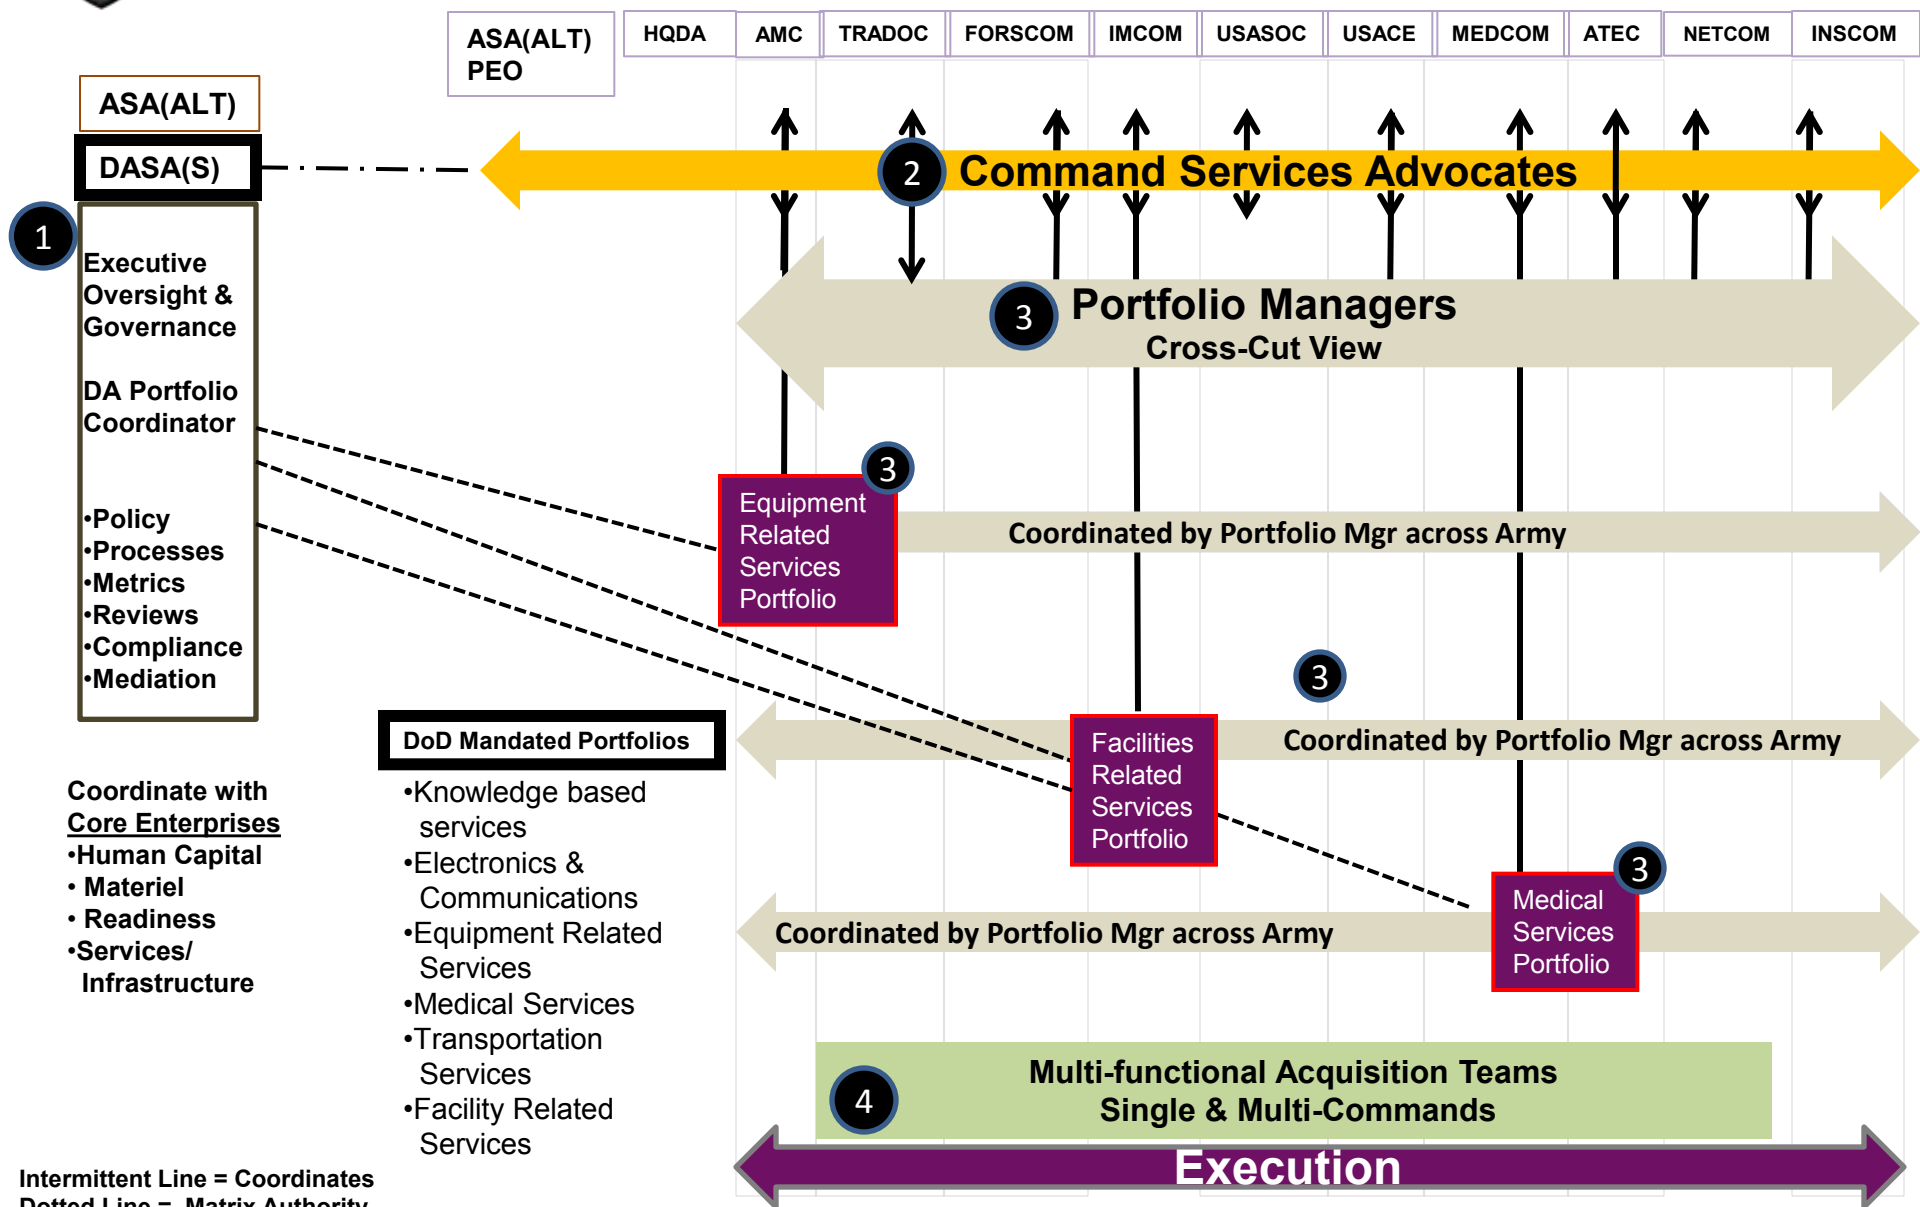 ASA(ALT)
PEO
HQDA
AMC
TRADOC
FORSCOM
IMCOM
USASOC
USACE
MEDCOM
ATEC
NETCOM
INSCOM
ASA(ALT)
DASA(S)
2
Command Services Advocates
1
Executive
Oversight &
Governance
DA Portfolio
Coordinator
•Policy
•Processes
•Metrics
•Reviews
•Compliance
•Mediation
3
Portfolio Managers
Cross-Cut View
3
Equipment
Related
Services
Portfolio
Coordinated by Portfolio Mgr across Army
3
Facilities
Related
Services
Portfolio
Coordinated by Portfolio Mgr across Army
3
Medical
Services
Portfolio
Coordinated by Portfolio Mgr across Army
Coordinate with
Core Enterprises
•Human Capital
• Materiel
• Readiness
•Services/
Infrastructure
DoD Mandated Portfolios
•Knowledge based
services
•Electronics &
Communications
•Equipment Related
Services
•Medical Services
•Transportation
Services
•Facility Related
Services
4
Multi-functional Acquisition Teams
Single & Multi-Commands
Execution
Intermittent Line = Coordinates
Dotted Line = Matrix Authority